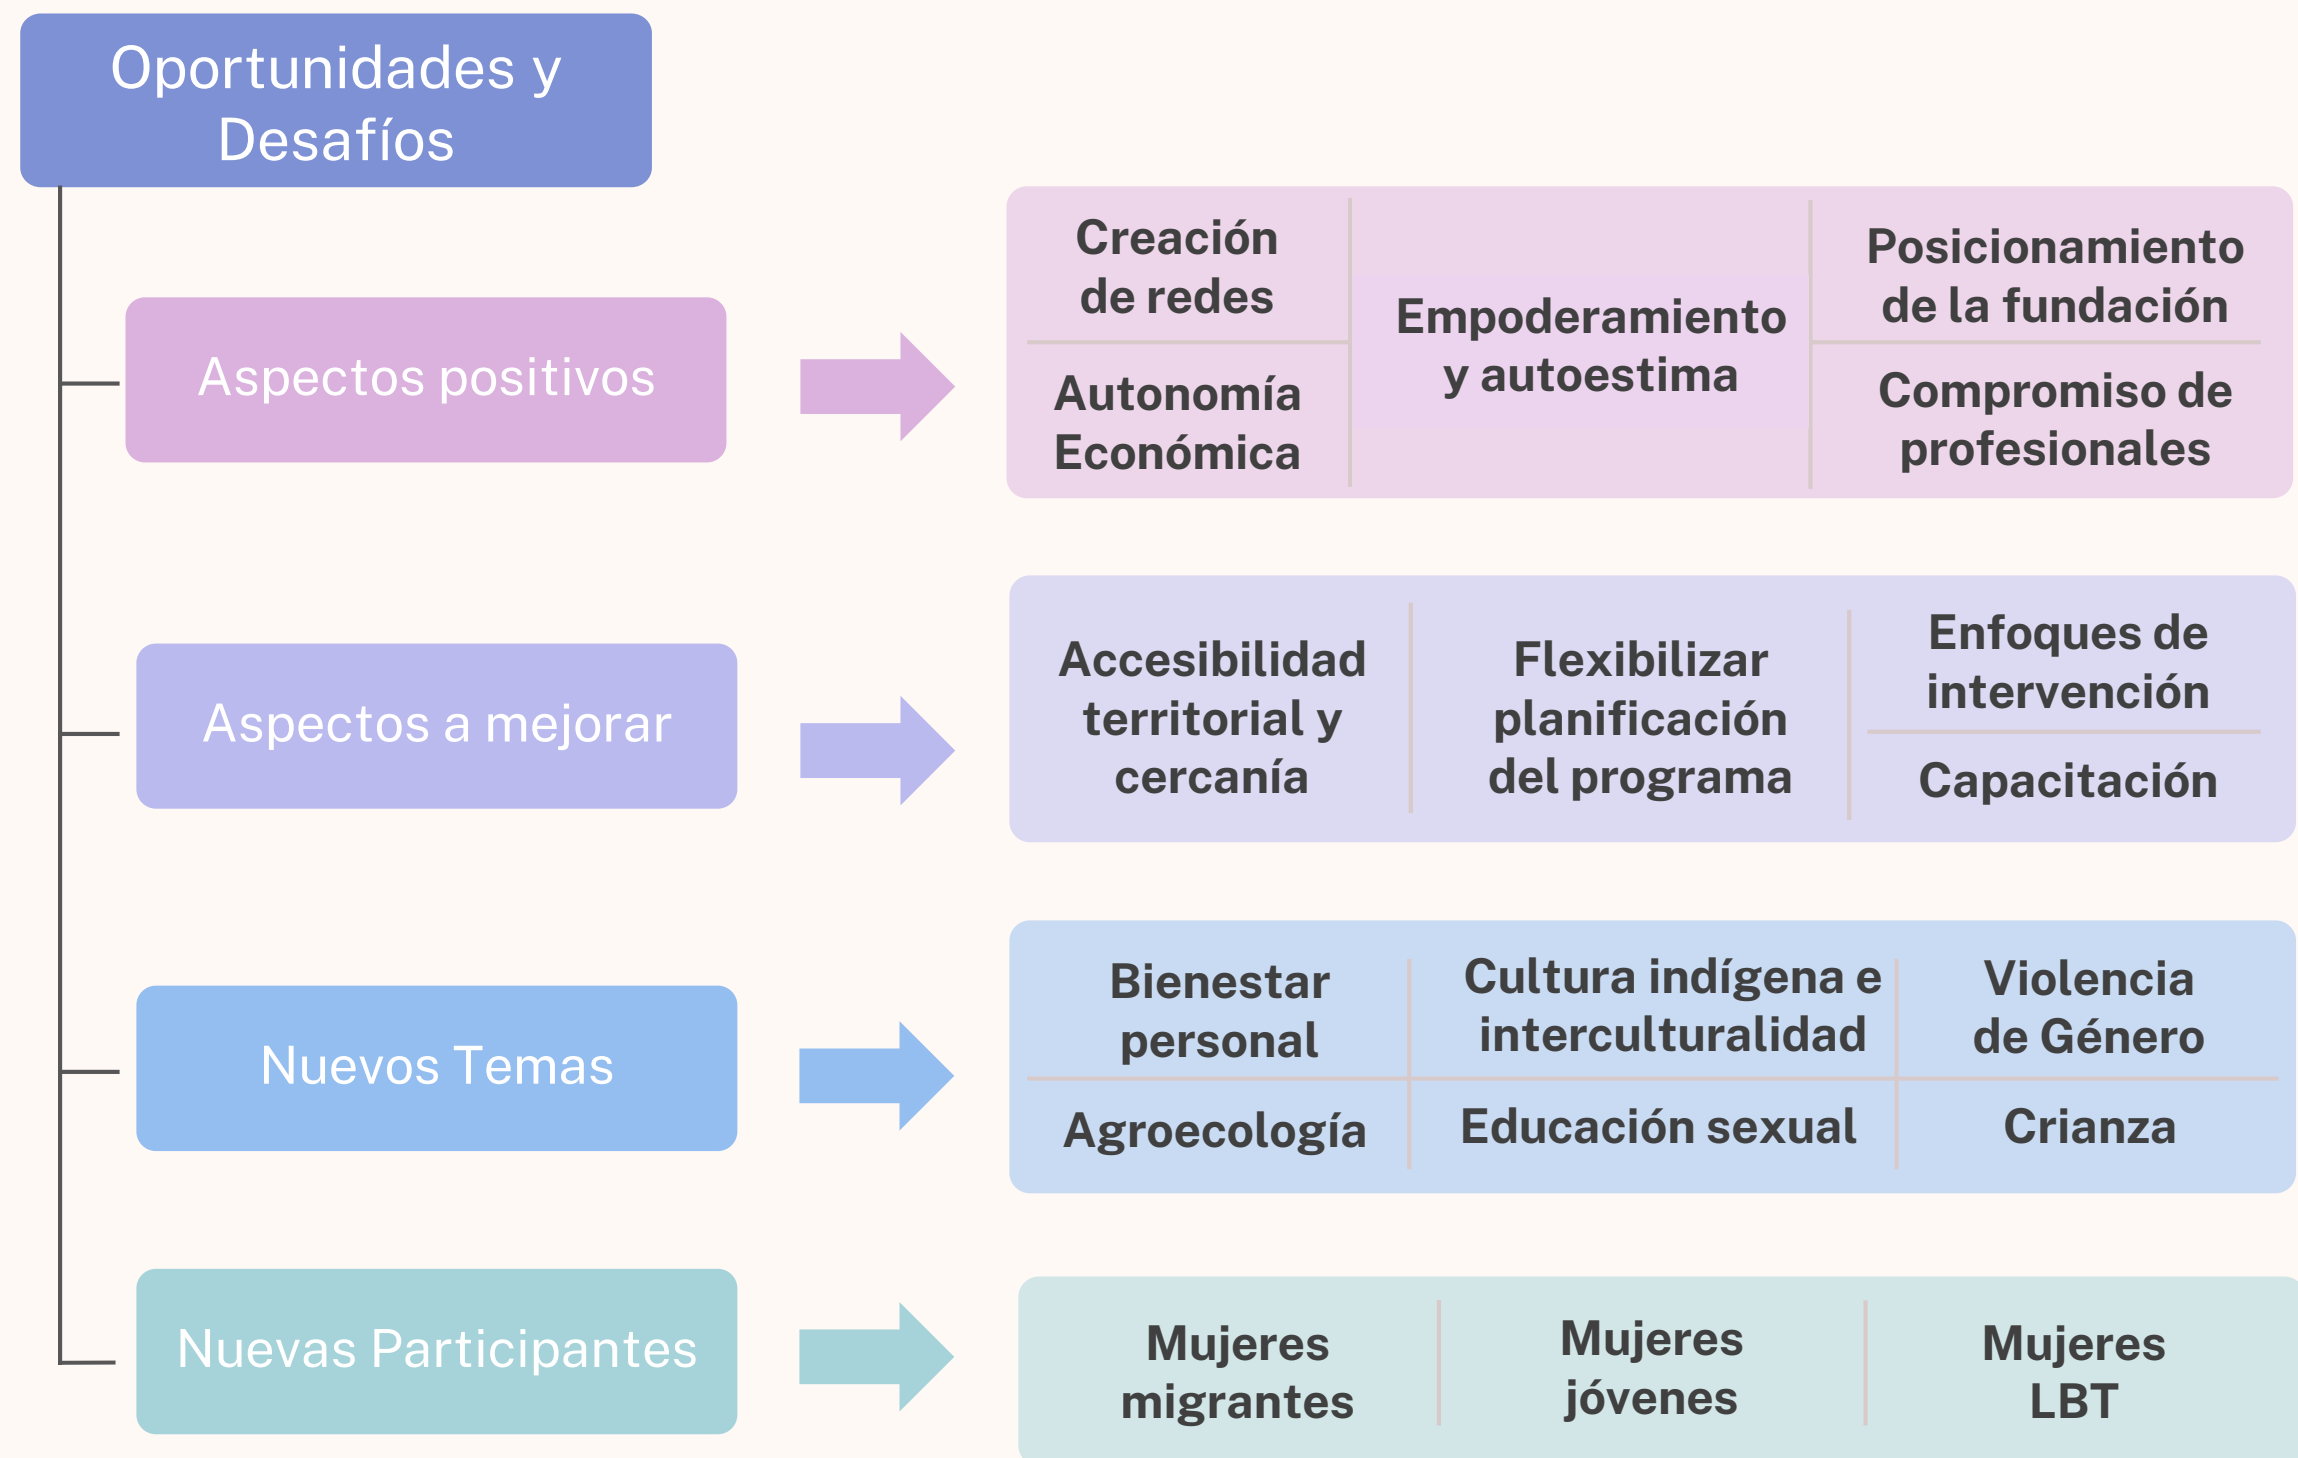 Oportunidades y
Desafíos
Aspectos positivos
Creación
de redes
Autonomía
Económica
Empoderamiento
y autoestima
Posicionamiento
de la fundación
Compromiso de
profesionales
Aspectos a mejorar
Accesibilidad
territorial y
cercanía
Flexibilizar
planificación
del programa
Enfoques de
intervención
Capacitación
Nuevos Temas
Bienestar
personal
Cultura indígena e
interculturalidad
Violencia
de Género
Agroecología
Educación sexual
Crianza
Nuevas Participantes
Mujeres
migrantes
Mujeres
jóvenes
Mujeres
LBT